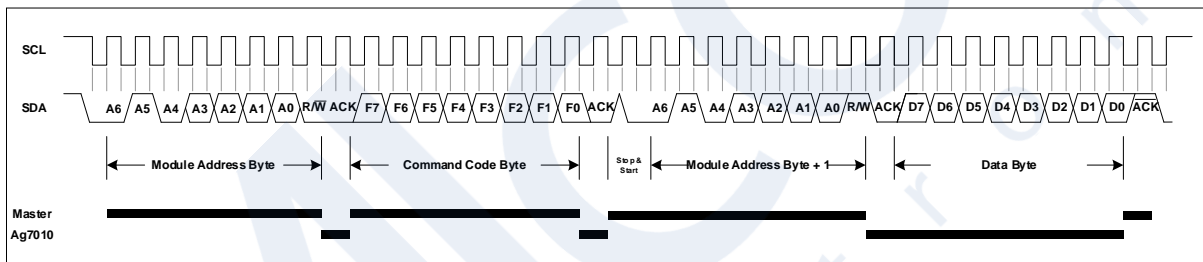 SCL
SDA A6 A5 A4 A3 A2 A1 A0 R/W̅ ACK F7 F6 F5 F4 F3 F2 F1 F0 ACK A6 A5 A4 A3 A2 A1 A0 R/W ACK D7 D6 D5 D4 D3 D2 D1 D0 A̅C̅K̅
Module Address Byte Command Code Byte Stop & Start Module Address Byte + 1 Data Byte
Master
Ag7010